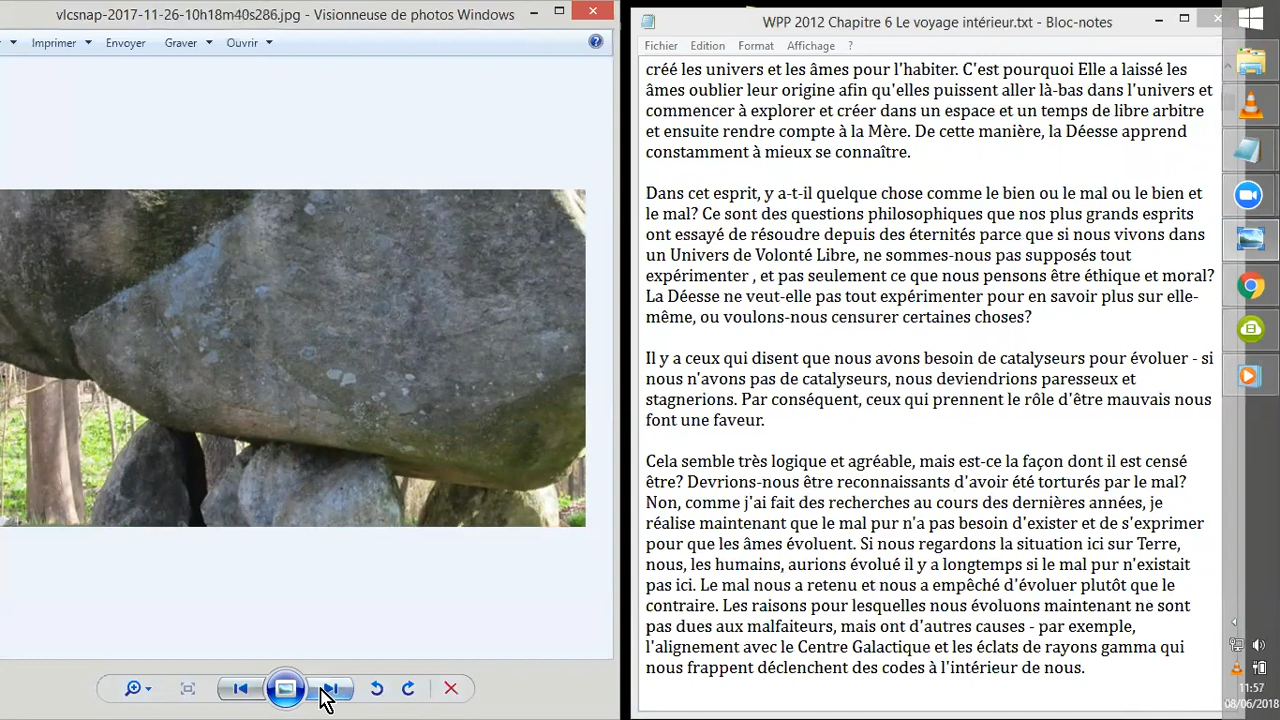 vlcsnap-2017-11-26-10h18m40s286.jpg - Visionneuse de photos Windows
Imprimer
Envoyer
Graver
Ouvrir
WPP 2012 Chapitre 6 Le voyage intérieur.txt - Bloc-notes
Fichier
Edition
Format
Affichage
?
créé les univers et les âmes pour l'habiter. C'est pourquoi Elle a laissé les
âmes oublier leur origine afin qu'elles puissent aller là-bas dans l'univers et
commencer à explorer et créer dans un espace et un temps de libre arbitre
et ensuite rendre compte à la Mère. De cette manière, la Déesse apprend
constamment à mieux se connaître.
Dans cet esprit, y a-t-il quelque chose comme le bien ou le mal ou le bien et
le mal? Ce sont des questions philosophiques que nos plus grands esprits
ont essayé de résoudre depuis des éternités parce que si nous vivons dans
un Univers de Volonté Libre, ne sommes-nous pas supposés tout
expérimenter , et pas seulement ce que nous pensons être éthique et moral?
La Déesse ne veut-elle pas tout expérimenter pour en savoir plus sur elle-
même, ou voulons-nous censurer certaines choses?
Il y a ceux qui disent que nous avons besoin de catalyseurs pour évoluer - si
nous n'avons pas de catalyseurs, nous deviendrions paresseux et
stagnerions. Par conséquent, ceux qui prennent le rôle d'être mauvais nous
font une faveur.
Cela semble très logique et agréable, mais est-ce la façon dont il est censé
être? Devrions-nous être reconnaissants d'avoir été torturés par le mal?
Non, comme j'ai fait des recherches au cours des dernières années, je
réalise maintenant que le mal pur n'a pas besoin d'exister et de s'exprimer
pour que les âmes évoluent. Si nous regardons la situation ici sur Terre,
nous, les humains, aurions évolué il y a longtemps si le mal pur n'existait
pas ici. Le mal nous a retenu et nous a empêché d'évoluer plutôt que le
contraire. Les raisons pour lesquelles nous évoluons maintenant ne sont
pas dues aux malfaiteurs, mais ont d'autres causes - par exemple,
l'alignement avec le Centre Galactique et les éclats de rayons gamma qui
nous frappent déclenchent des codes à l'intérieur de nous.
11:57
08/06/2018